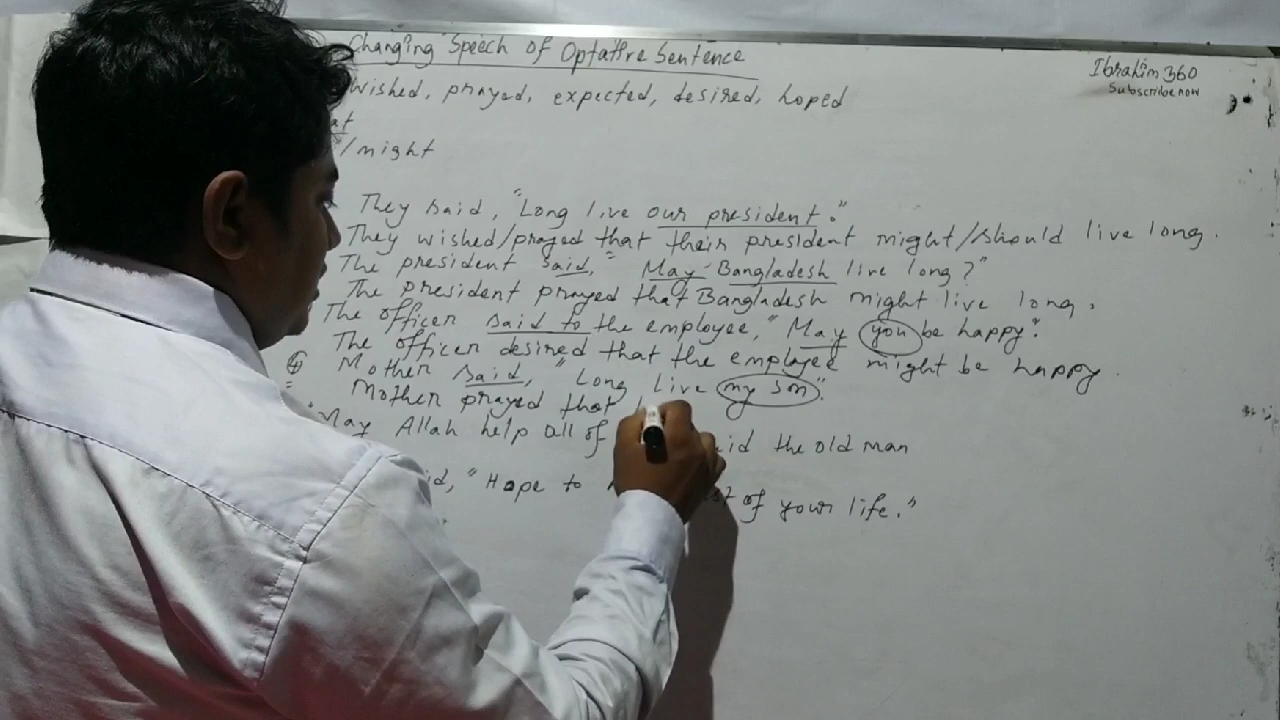 Changing Speech of Optative Sentence
Ibrahim 360
Subscribe now
wished, prayed, expected, desired, hoped
/might
They said, "Long live our president."
They wished/prayed that their president might/should live long.
The president said, "May Bangladesh live long?"
The president prayed that Bangladesh might live long.
The officer said to the employee, "May you be happy."
The officer desired that the employee might be happy.
Mother said, "Long live my son".
Mother prayed that
"May Allah help all of the old man
"Hope to of your life."